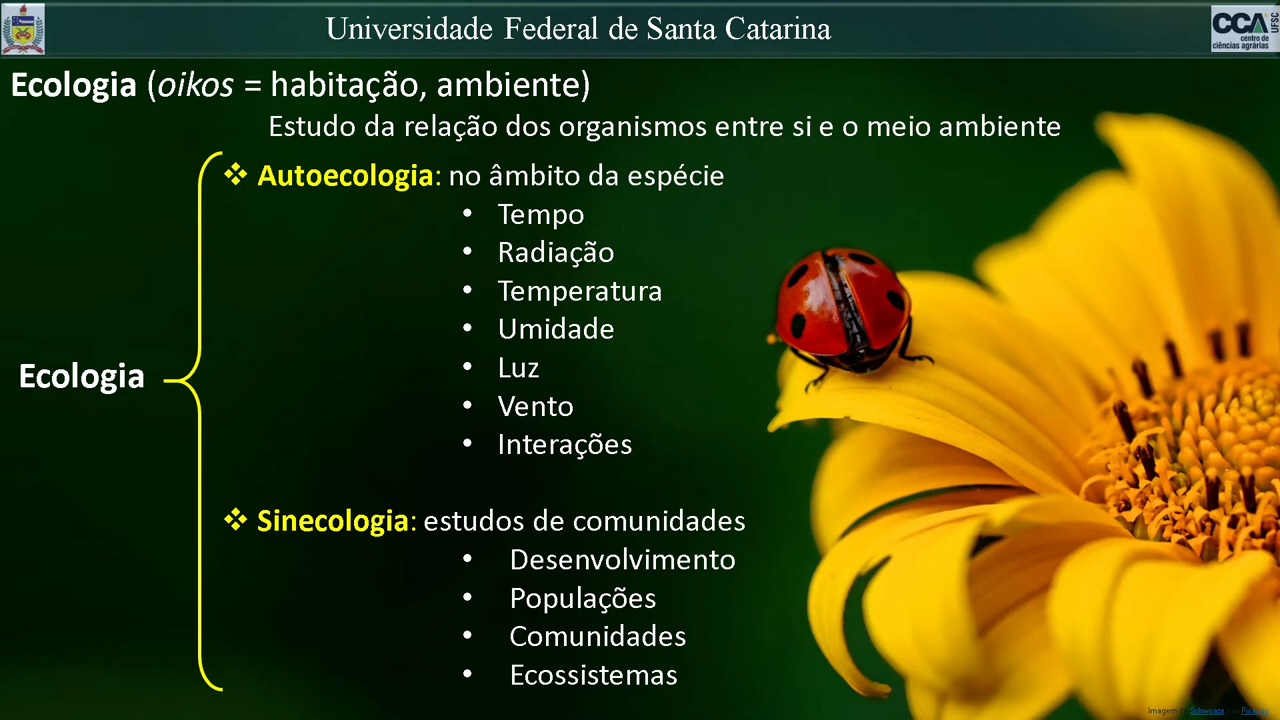 Universidade Federal de Santa Catarina
CCA UFSC
centro de
ciências agrárias
Ecologia (oikos = habitação, ambiente)
Estudo da relação dos organismos entre si e o meio ambiente
Ecologia
❖ Autoecologia: no âmbito da espécie
• Tempo
• Radiação
• Temperatura
• Umidade
• Luz
• Vento
• Interações
❖ Sinecologia: estudos de comunidades
• Desenvolvimento
• Populações
• Comunidades
• Ecossistemas
Imagem